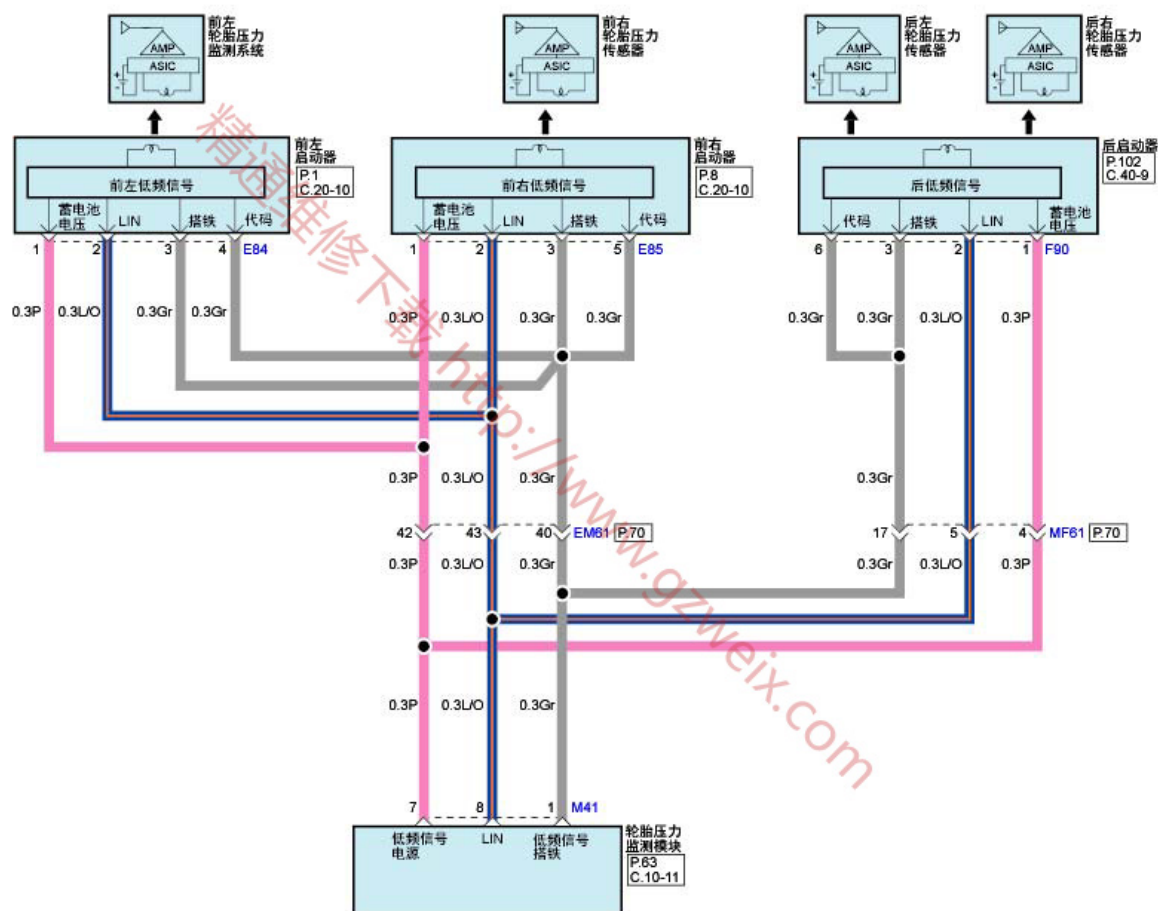 前左
轮胎压力
监测系统
前右
轮胎压力
传感器
后左
轮胎压力
传感器
后右
轮胎压力
传感器
AMP
ASIC
+
-
AMP
ASIC
+
-
AMP
ASIC
+
-
AMP
ASIC
+
-
前左
启动器
P.1
C.20-10
前左低频信号
蓄电池
电压
LIN
搭铁
代码
1
2
3
4
E84
前右
启动器
P.8
C.20-10
前右低频信号
蓄电池
电压
LIN
搭铁
代码
1
2
3
5
E85
后启动器
P.102
C.40-9
后低频信号
代码
搭铁
LIN
蓄电池
电压
6
3
2
1
F90
0.3P
0.3L/O
0.3Gr
0.3Gr
0.3P
0.3L/O
0.3Gr
0.3Gr
0.3Gr
0.3Gr
0.3L/O
0.3P
0.3P
0.3L/O
0.3Gr
0.3Gr
42
43
40
EM61
P.70
17
5
4
MF61
P.70
0.3P
0.3L/O
0.3Gr
0.3Gr
0.3L/O
0.3P
0.3P
0.3L/O
0.3Gr
7
8
1
M41
低频信号
电源
LIN
低频信号
搭铁
轮胎压力
监测模块
P.63
C.10-11
精通维修下载 http://www.gzweix.com